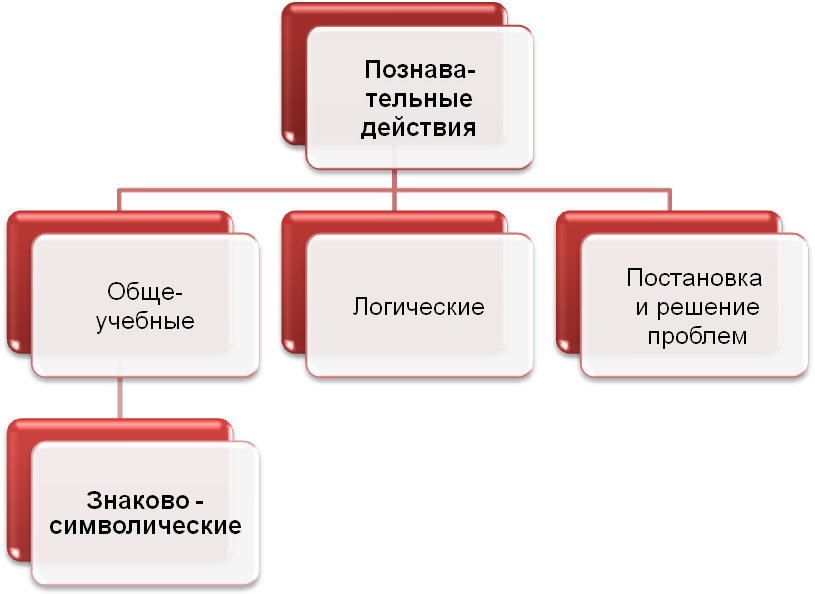 Познава-
тельные
действия
Обще-
учебные
Логические
Постановка
и решение
проблем
Знаково -
символические